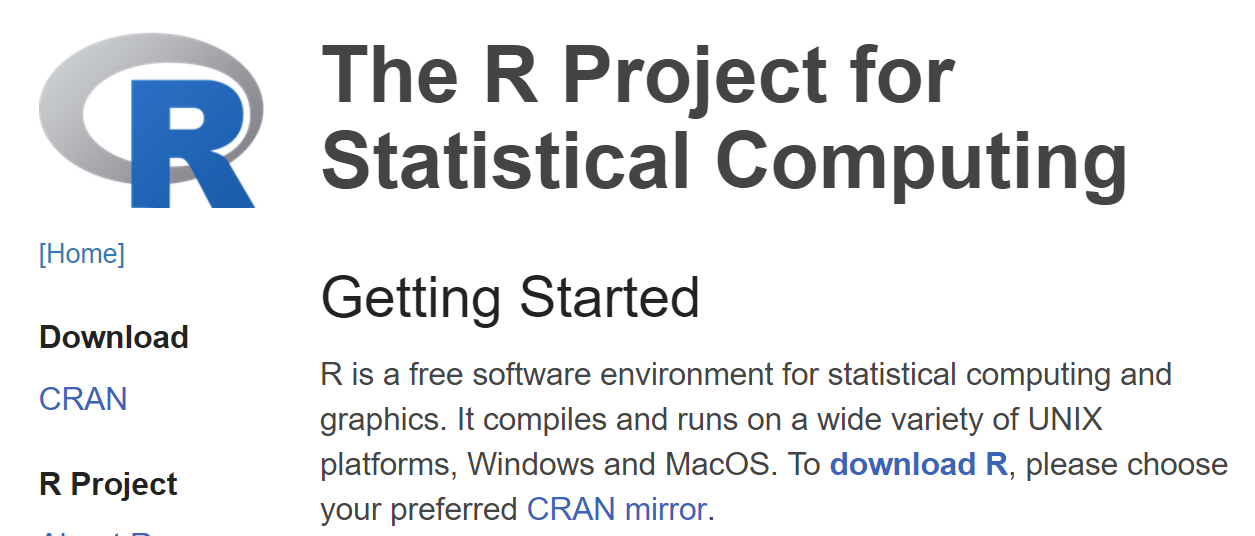 R
The R Project for
Statistical Computing
[Home]
Download
CRAN
R Project
Getting Started
R is a free software environment for statistical computing and
graphics. It compiles and runs on a wide variety of UNIX
platforms, Windows and MacOS. To download R, please choose
your preferred CRAN mirror.